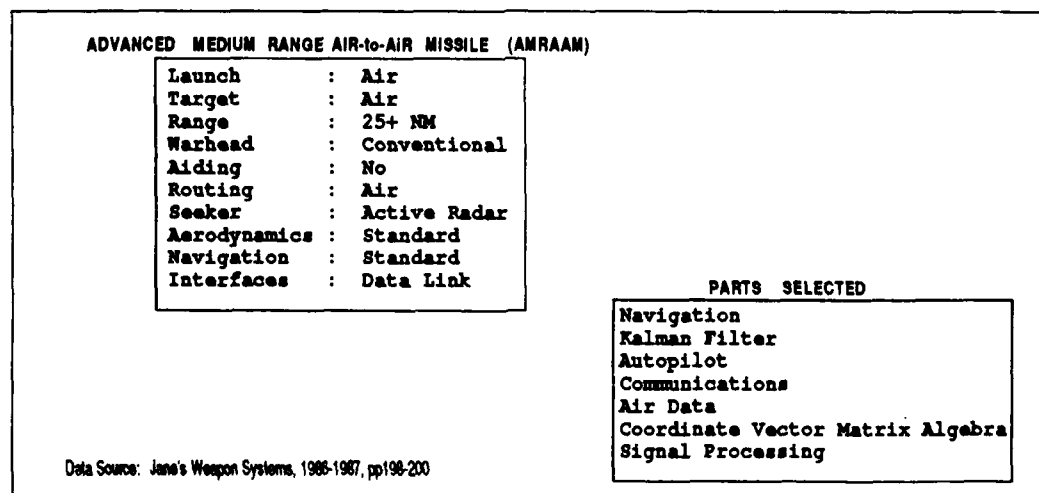 ADVANCED MEDIUM RANGE AIR-to-AIR MISSILE (AMRAAM)
Launch : Air
Target : Air
Range : 25+ NM
Warhead : Conventional
Aiding : No
Routing : Air
Seeker : Active Radar
Aerodynamics : Standard
Navigation : Standard
Interfaces : Data Link
PARTS SELECTED
Navigation
Kalman Filter
Autopilot
Communications
Air Data
Coordinate Vector Matrix Algebra
Signal Processing
Data Source: Jane's Weapon Systems, 1986-1987, pp198-200